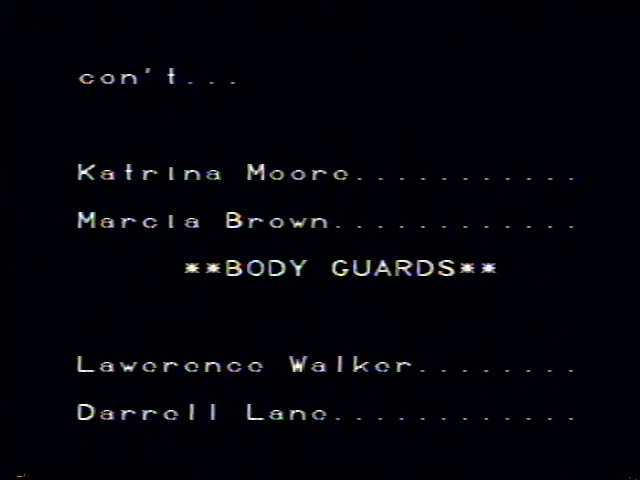 con't...
Katrina Moore...........
Marcia Brown............
**BODY GUARDS**
Lawerence Walker........
Darrell Lane............